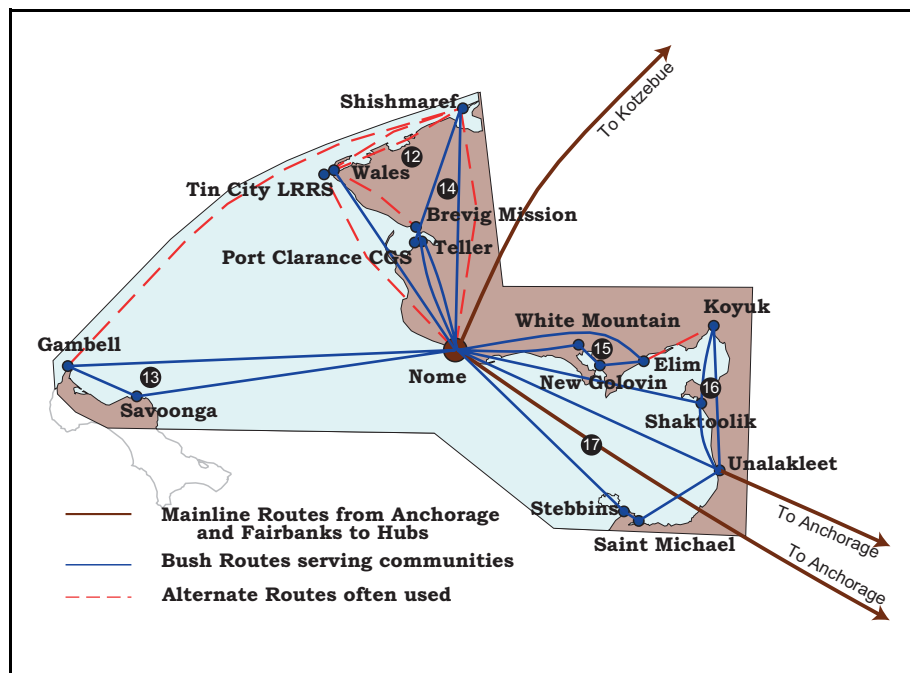 To Kotzebue
Shishmaref
12
Wales
Tin City LRRS
14
Brevig Mission
Port Clarance CGS
Teller
Koyuk
White Mountain
Gambell
15
Elim
Nome
New Golovin
13
16
Savoonga
Shaktoolik
17
Unalakleet
Stebbins
Saint Michael
To Anchorage
To Anchorage
Mainline Routes from Anchorage
and Fairbanks to Hubs
Bush Routes serving communities
Alternate Routes often used